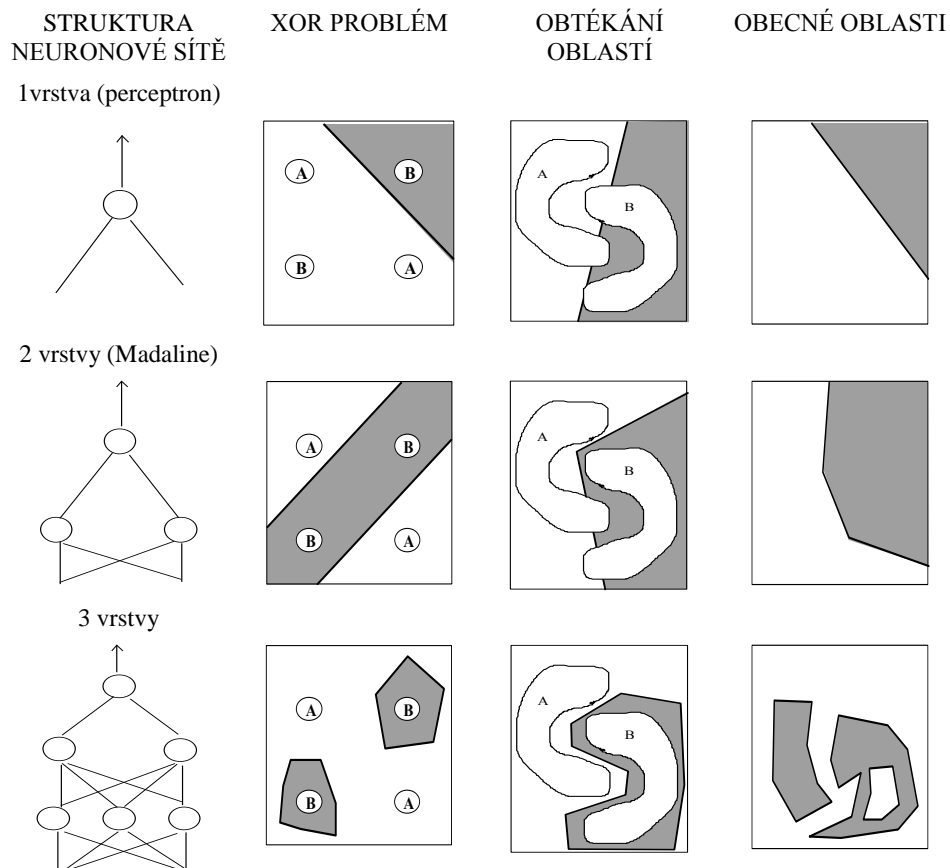 STRUKTURA
NEURONOVÉ SÍTĚ
XOR PROBLÉM
OBTÉKÁNÍ
OBLASTÍ
OBECNÉ OBLASTI
1vrstva (perceptron)
A
B
B
A
A
B
2 vrstvy (Madaline)
A
B
B
A
A
B
3 vrstvy
A
B
B
A
A
B